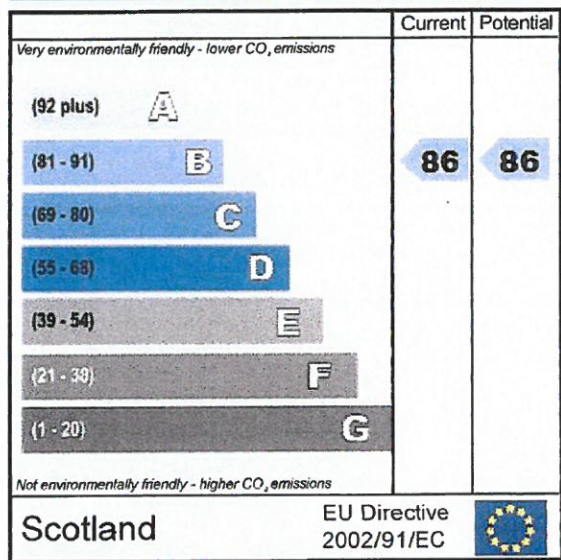 Current Potential
Very environmentally friendly - lower CO₂ emissions
(92 plus) A
(81 - 91) B 86 86
(69 - 80) C
(55 - 68) D
(39 - 54) E
(21 - 38) F
(1 - 20) G
Not environmentally friendly - higher CO₂ emissions
Scotland
EU Directive
2002/91/EC